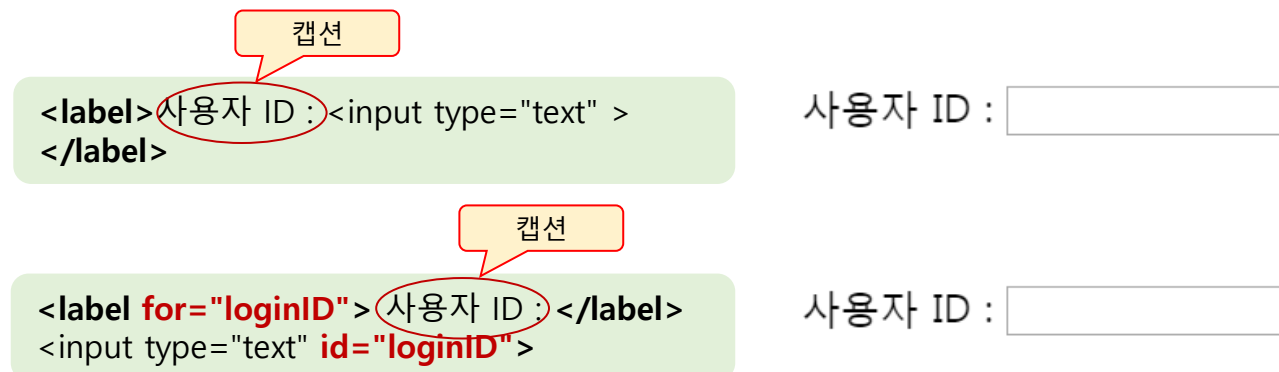 캡션
<label>사용자 ID : <input type="text" >
</label>
사용자 ID :
캡션
<label for="loginID">사용자 ID : </label>
<input type="text" id="loginID">
사용자 ID :